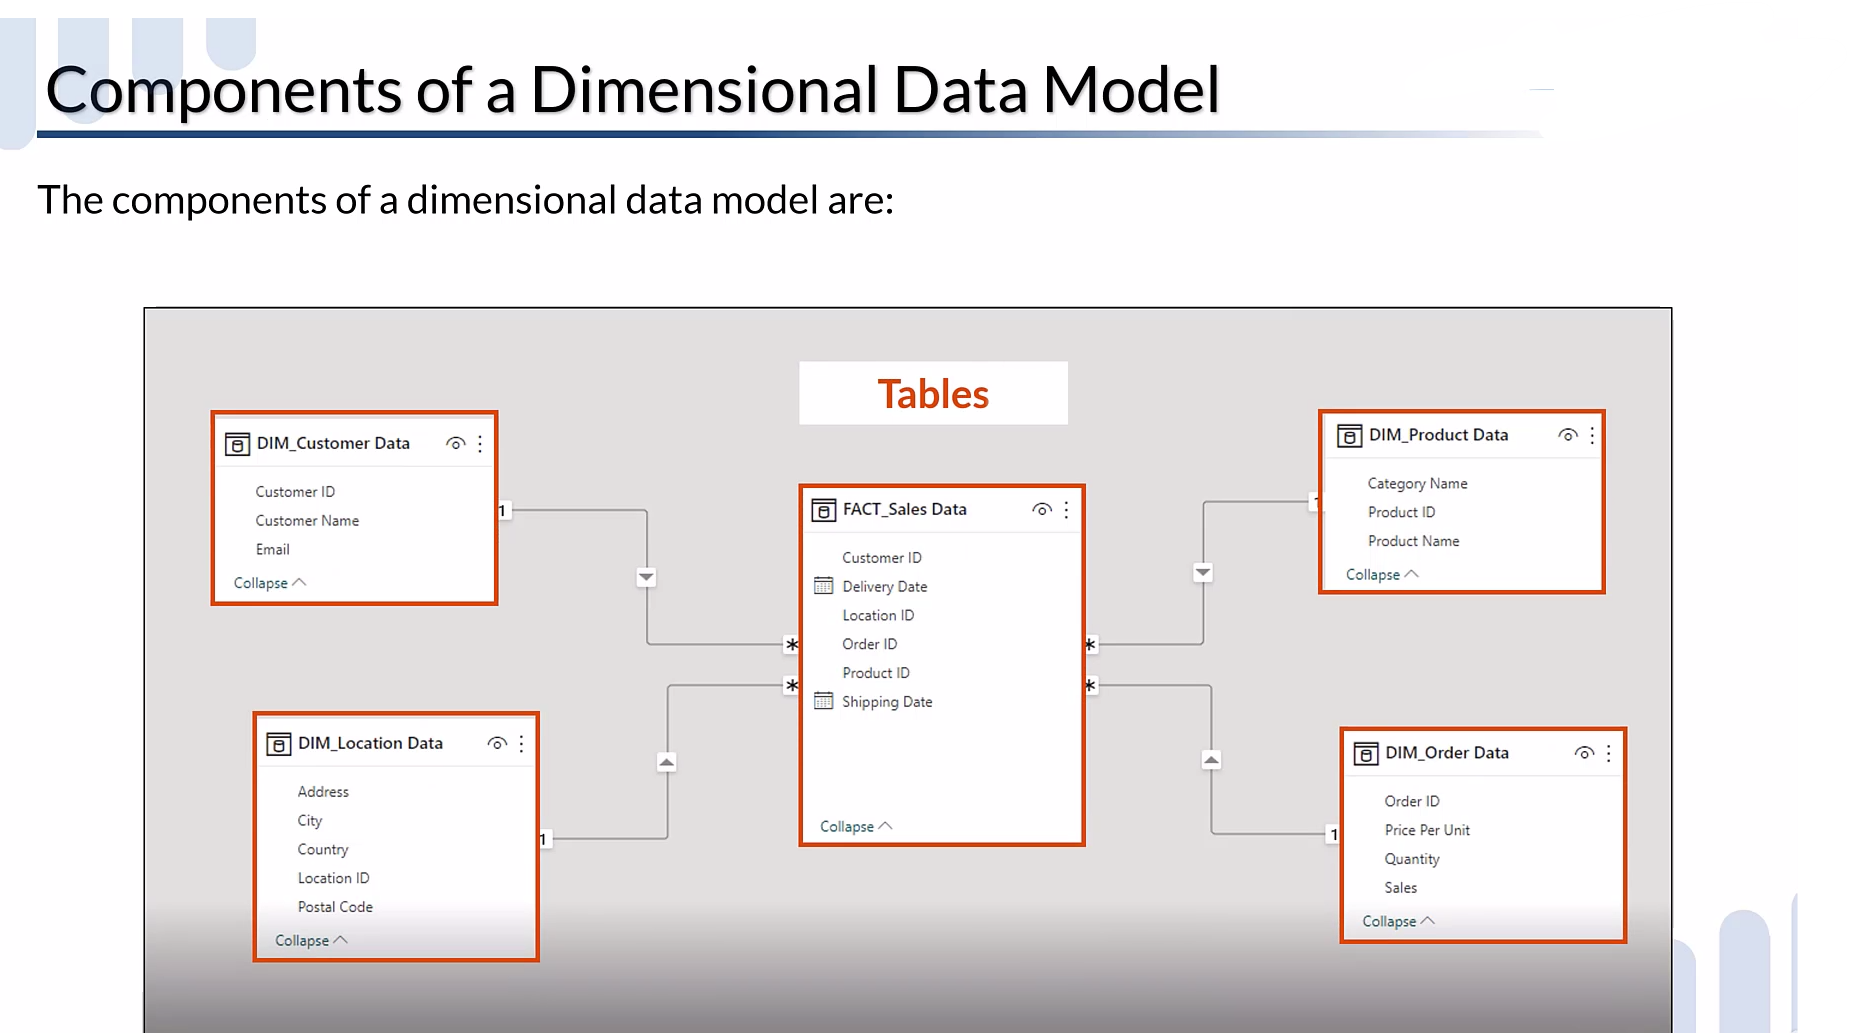 Components of a Dimensional Data Model
The components of a dimensional data model are:
Tables
DIM_Customer Data
Customer ID
Customer Name
Email
Collapse
1
DIM_Location Data
Address
City
Country
Location ID
Postal Code
Collapse
1
*
*
FACT_Sales Data
Customer ID
Delivery Date
Location ID
Order ID
Product ID
Shipping Date
Collapse
*
*
1
DIM_Product Data
Category Name
Product ID
Product Name
Collapse
1
DIM_Order Data
Order ID
Price Per Unit
Quantity
Sales
Collapse